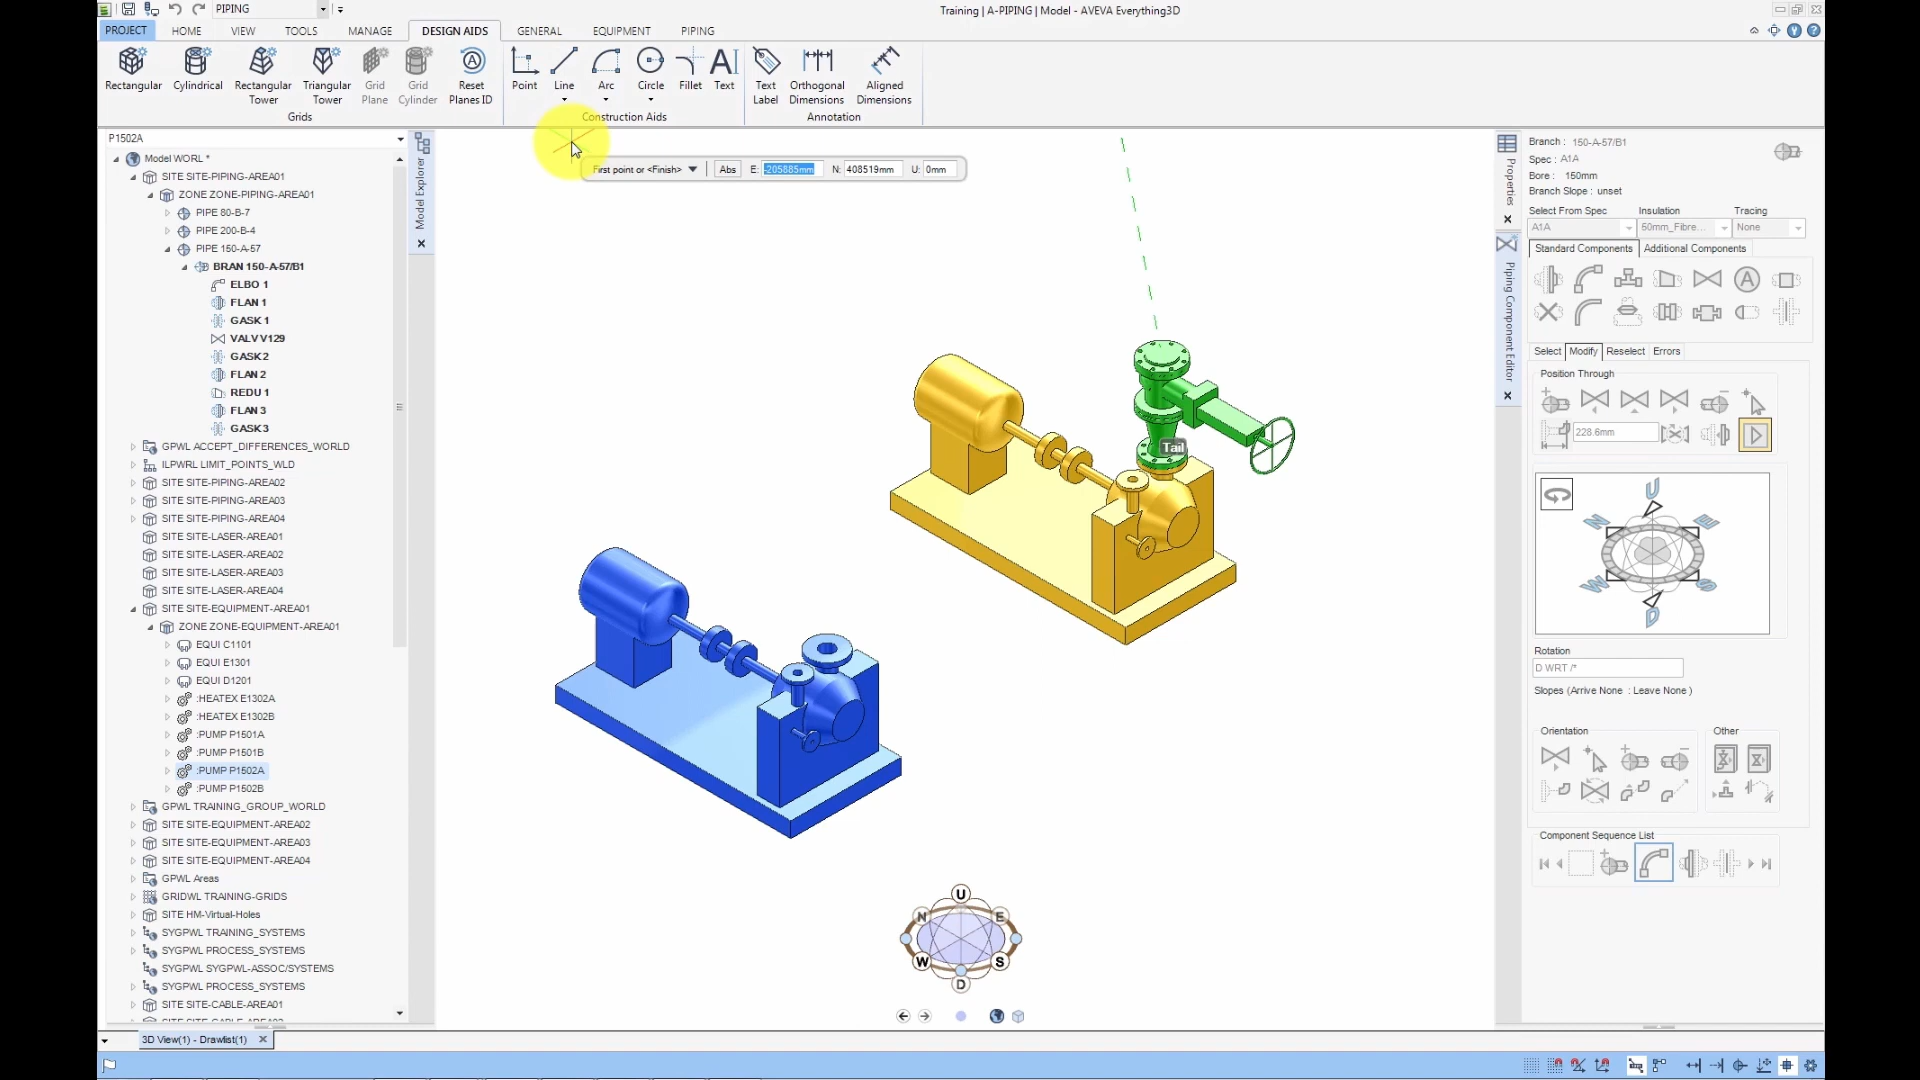 PIPING
Training | A-PIPING | Model - AVEVA Everything3D
PROJECT HOME VIEW TOOLS MANAGE DESIGN AIDS GENERAL EQUIPMENT PIPING
Rectangular Cylindrical Rectangular Tower Triangular Tower Grid Plane Grid Cylinder Reset Planes ID
Point Line Arc Circle Fillet Text
Text Label Orthogonal Dimensions Aligned Dimensions
Grids Construction Aids Annotation
P1502A
Model WORL *
SITE SITE-PIPING-AREA01
ZONE ZONE-PIPING-AREA01
PIPE 80-B-7
PIPE 200-B-4
PIPE 150-A-57
BRAN 150-A-57/B1
ELBO 1
FLAN 1
GASK 1
VALV V129
GASK 2
FLAN 2
REDU 1
FLAN 3
GASK 3
GPWL ACCEPT_DIFFERENCES_WORLD
ILPWRL LIMIT_POINTS_WLD
SITE SITE-PIPING-AREA02
SITE SITE-PIPING-AREA03
SITE SITE-PIPING-AREA04
SITE SITE-LASER-AREA01
SITE SITE-LASER-AREA02
SITE SITE-LASER-AREA03
SITE SITE-LASER-AREA04
SITE SITE-EQUIPMENT-AREA01
ZONE ZONE-EQUIPMENT-AREA01
EQUI C1101
EQUI E1301
EQUI D1201
:HEATEX E1302A
:HEATEX E1302B
:PUMP P1501A
:PUMP P1501B
:PUMP P1502A
:PUMP P1502B
GPWL TRAINING_GROUP_WORLD
SITE SITE-EQUIPMENT-AREA02
SITE SITE-EQUIPMENT-AREA03
SITE SITE-EQUIPMENT-AREA04
GPWL Areas
GRIDWL TRAINING-GRIDS
SITE HM-Virtual-Holes
SYGPWL TRAINING_SYSTEMS
SYGPWL PROCESS_SYSTEMS
SYGPWL SYGPWL-ASSOC/SYSTEMS
SYGPWL PROCESS_SYSTEMS
SITE SITE-CABLE-AREA01
Model Explorer
First point or <Finish> Abs E: -205885mm N: 408519mm U: 0mm
Tail
U
N E
W S
D
Properties
Piping Component Editor
Branch : 150-A-57/B1
Spec : A1A
Bore : 150mm
Branch Slope : unset
Select From Spec Insulation Tracing
A1A 50mm_Fibre... None
Standard Components Additional Components
A
Select Modify Reselect Errors
Position Through
228.6mm
U
N E
W S
D
Rotation
D WRT /*
Slopes (Arrive None : Leave None )
Orientation Other
Component Sequence List
3D View(1) - Drawlist(1)